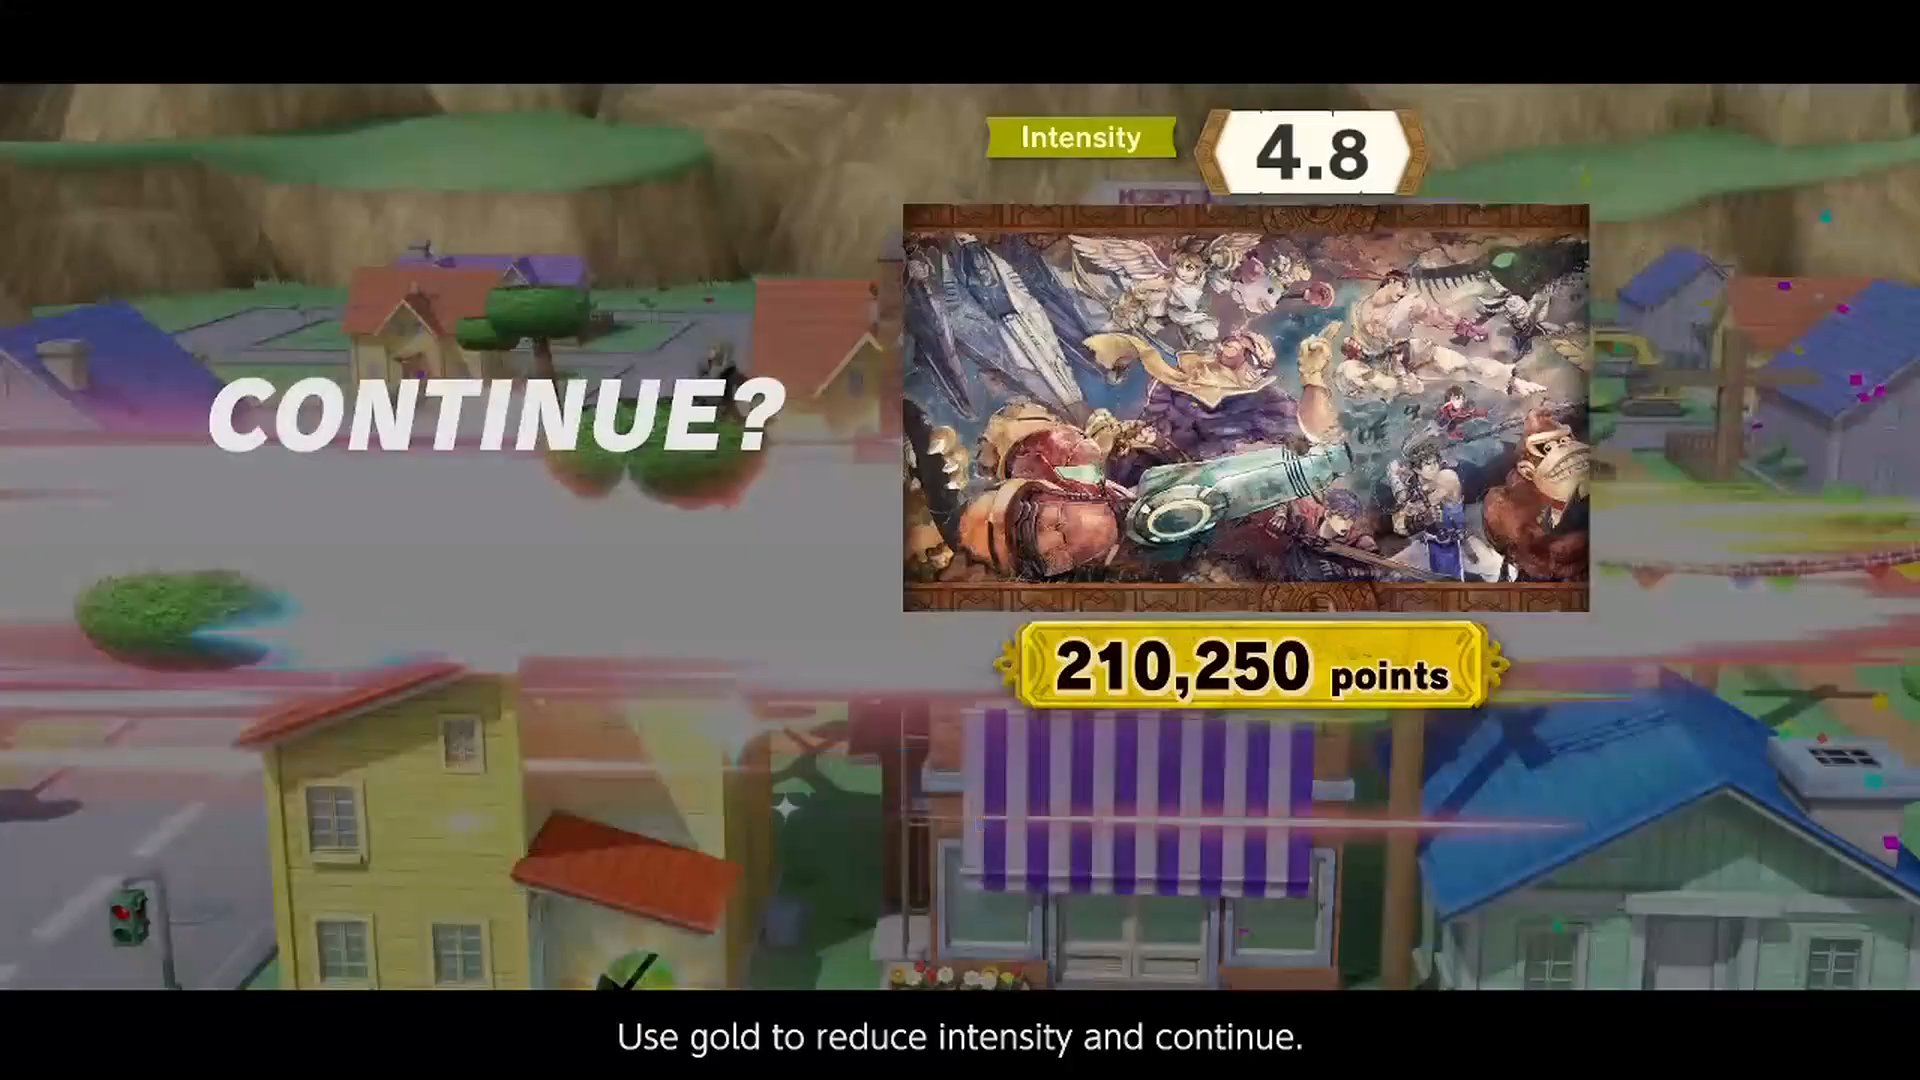 Intensity
4.8
CONTINUE?
210,250 points
Use gold to reduce intensity and continue.